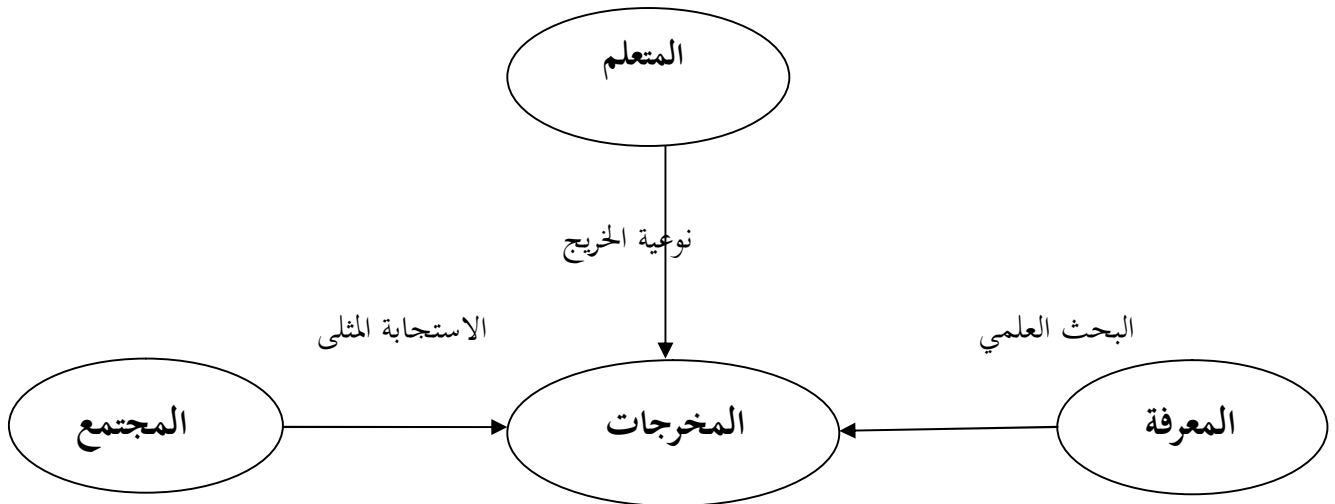 المتعلم
نوعية الخريج
البحث العلمي
الاستجابة المثلى
المعرفة
المخرجات
المجتمع